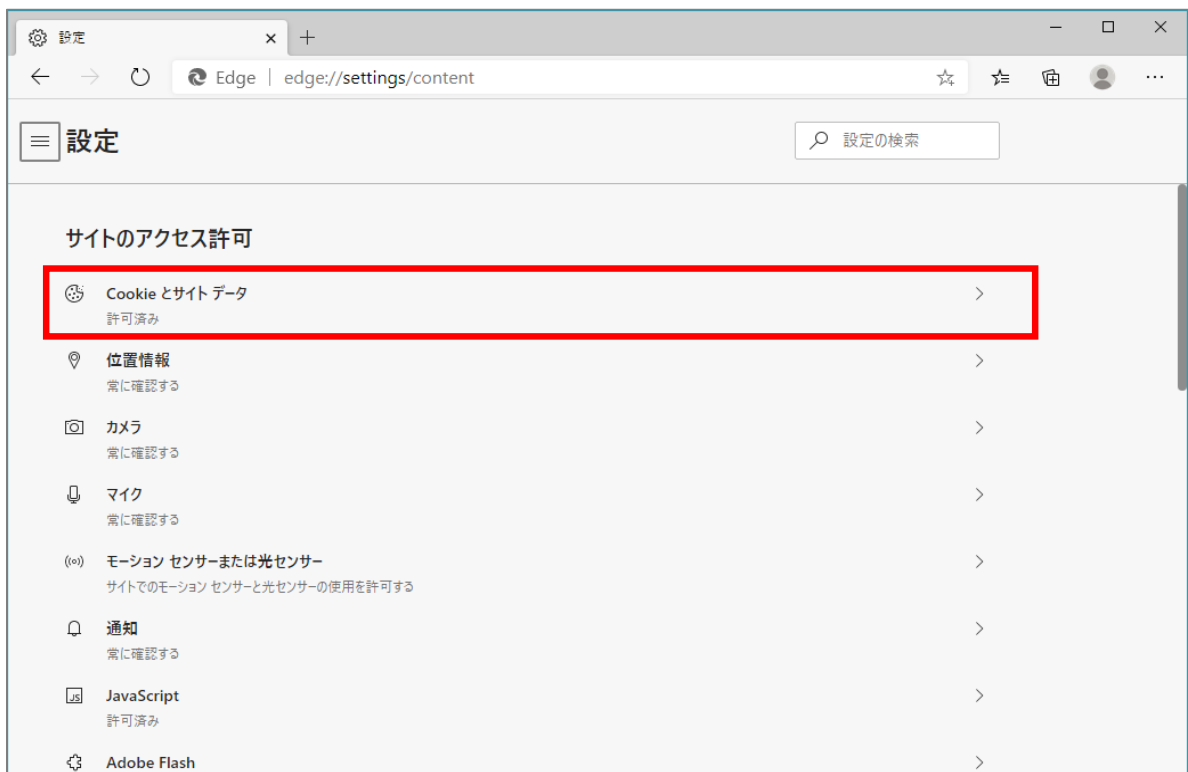 設定
Edge | edge://settings/content
設定
設定の検索
サイトのアクセス許可
Cookie とサイト データ
許可済み
位置情報
常に確認する
カメラ
常に確認する
マイク
常に確認する
モーション センサーまたは光センサー
サイトでのモーション センサーと光センサーの使用を許可する
通知
常に確認する
JS
JavaScript
許可済み
Adobe Flash